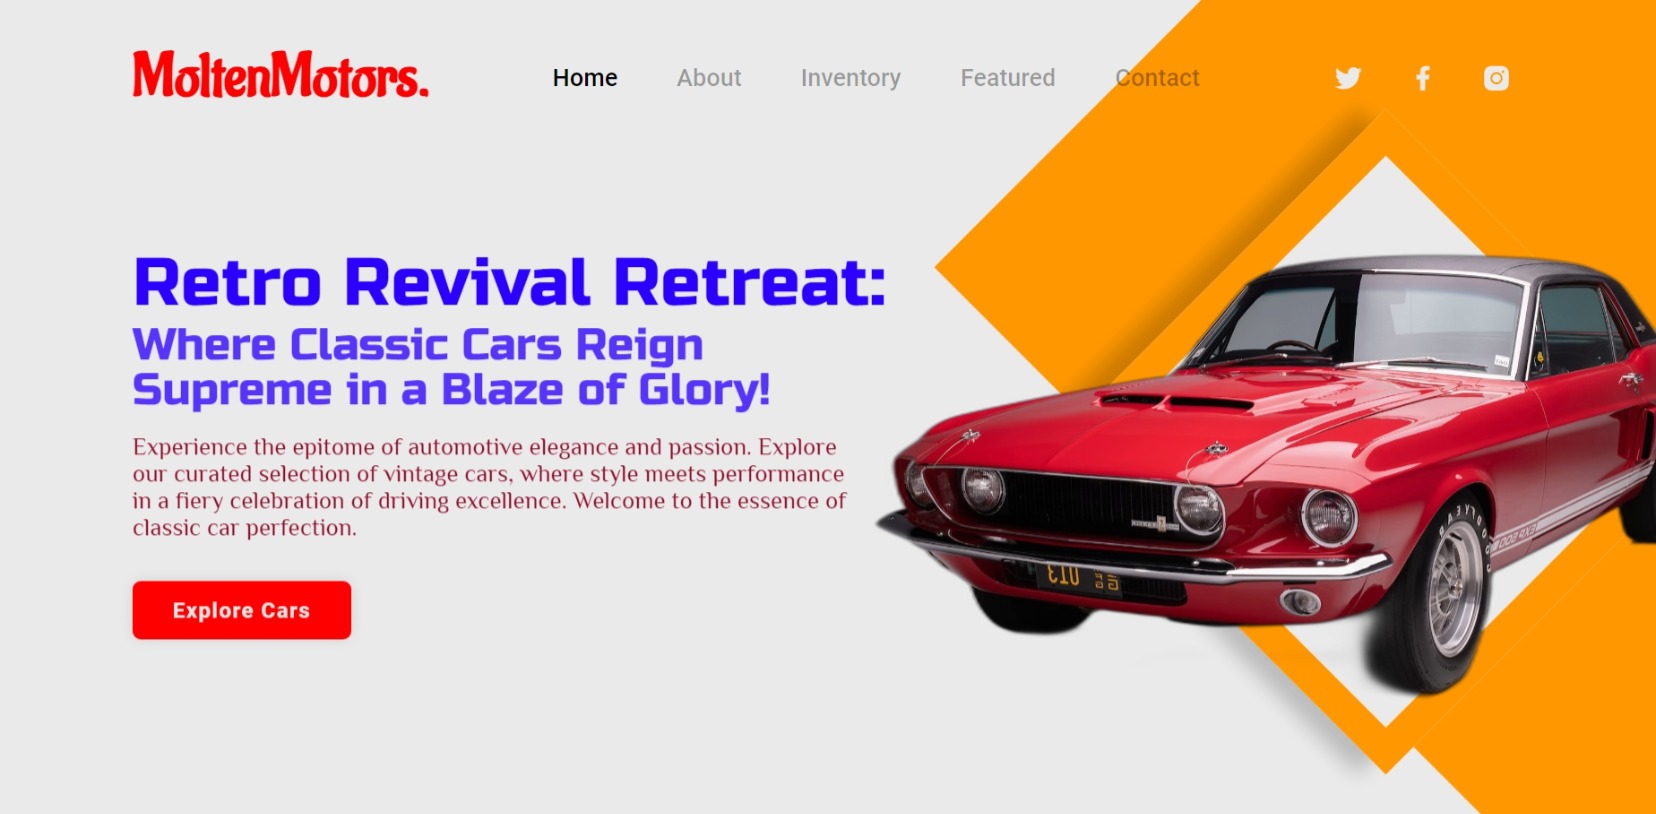 MoltenMotors.
Home About Inventory Featured Contact
Retro Revival Retreat:
Where Classic Cars Reign
Supreme in a Blaze of Glory!
Experience the epitome of automotive elegance and passion. Explore
our curated selection of vintage cars, where style meets performance
in a fiery celebration of driving excellence. Welcome to the essence of
classic car perfection.
Explore Cars